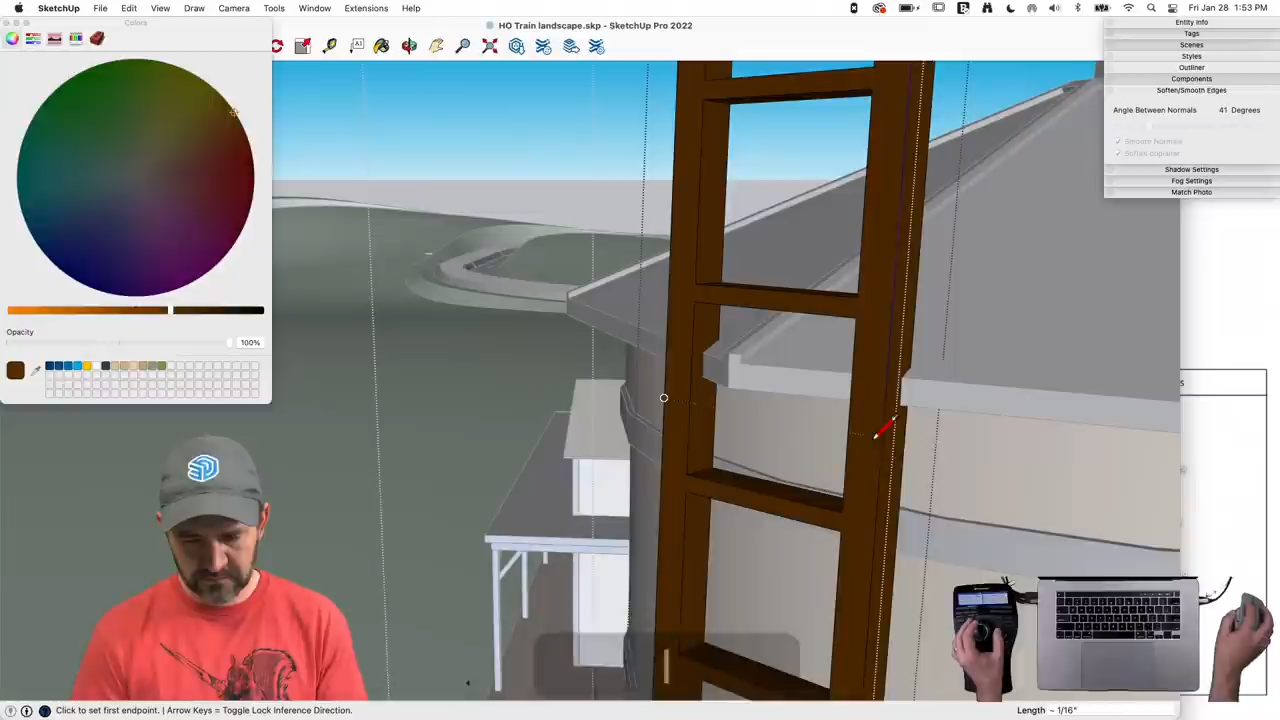 SketchUp File Edit View Draw Camera Tools Window Extensions Help Fri Jan 28 1:53 PM
Colors
HO Train landscape.skp - SketchUp Pro 2022
Entity Info
Tags
Scenes
Styles
Outliner
Components
Soften/Smooth Edges
Angle Between Normals 41 Degrees
Smooth Normals
Soften coplanar
Shadow Settings
Fog Settings
Match Photo
Opacity
100%
Click to set first endpoint. | Arrow Keys = Toggle Lock Inference Direction. Length ~ 1/16"